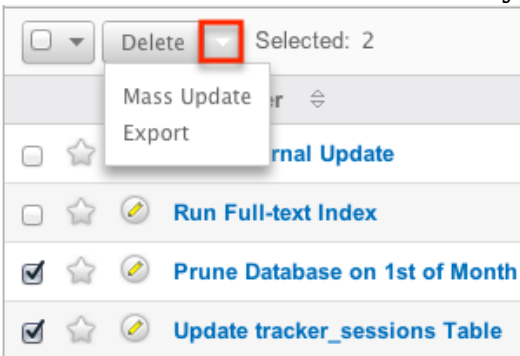 Delete Selected: 2
Mass Update
Export
er
rnal Update
Run Full-text Index
Prune Database on 1st of Month
Update tracker_sessions Table